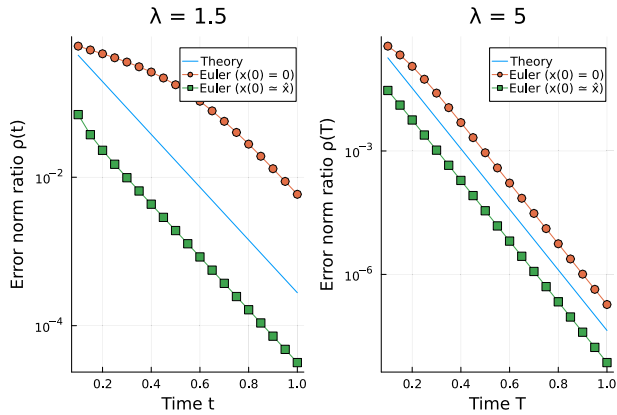 λ = 1.5
Error norm ratio ρ(t)
10⁻²
10⁻⁴
Theory
Euler (x(0) = 0)
Euler (x(0) ≃ x̂)
0.2 0.4 0.6 0.8 1.0
Time t
λ = 5
Error norm ratio ρ(T)
10⁻³
10⁻⁶
Theory
Euler (x(0) = 0)
Euler (x(0) ≃ x̂)
0.2 0.4 0.6 0.8 1.0
Time T